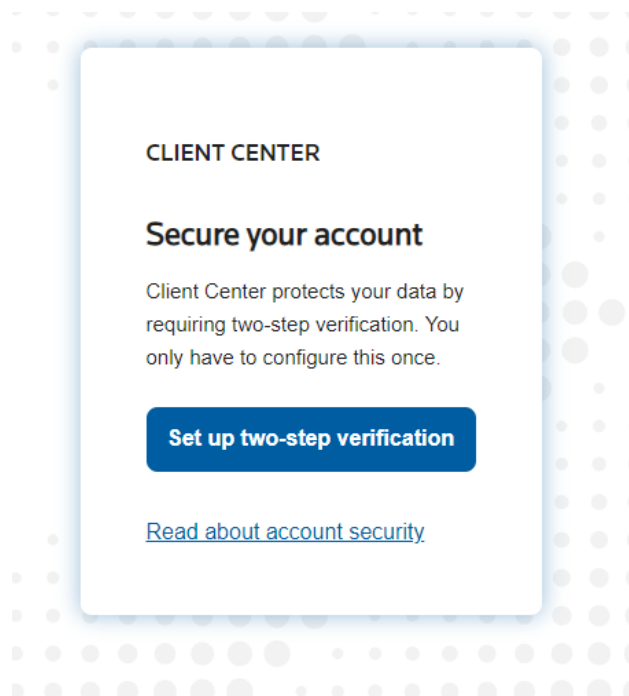 CLIENT CENTER
Secure your account
Client Center protects your data by
requiring two-step verification. You
only have to configure this once.
Set up two-step verification
Read about account security